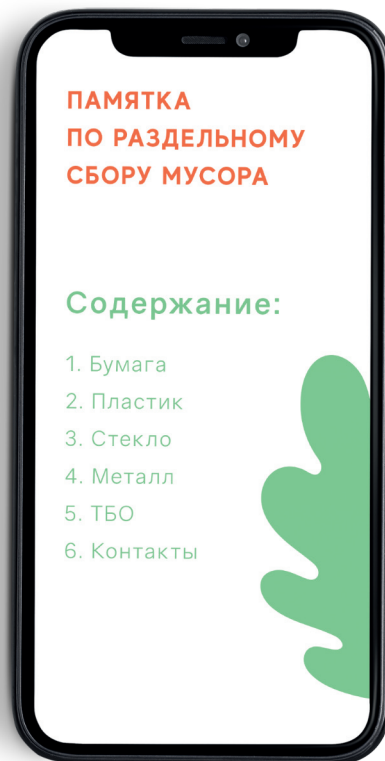 ПАМЯТКА
ПО РАЗДЕЛЬНОМУ
СБОРУ МУСОРА
Содержание:
1. Бумага
2. Пластик
3. Стекло
4. Металл
5. ТБО
6. Контакты